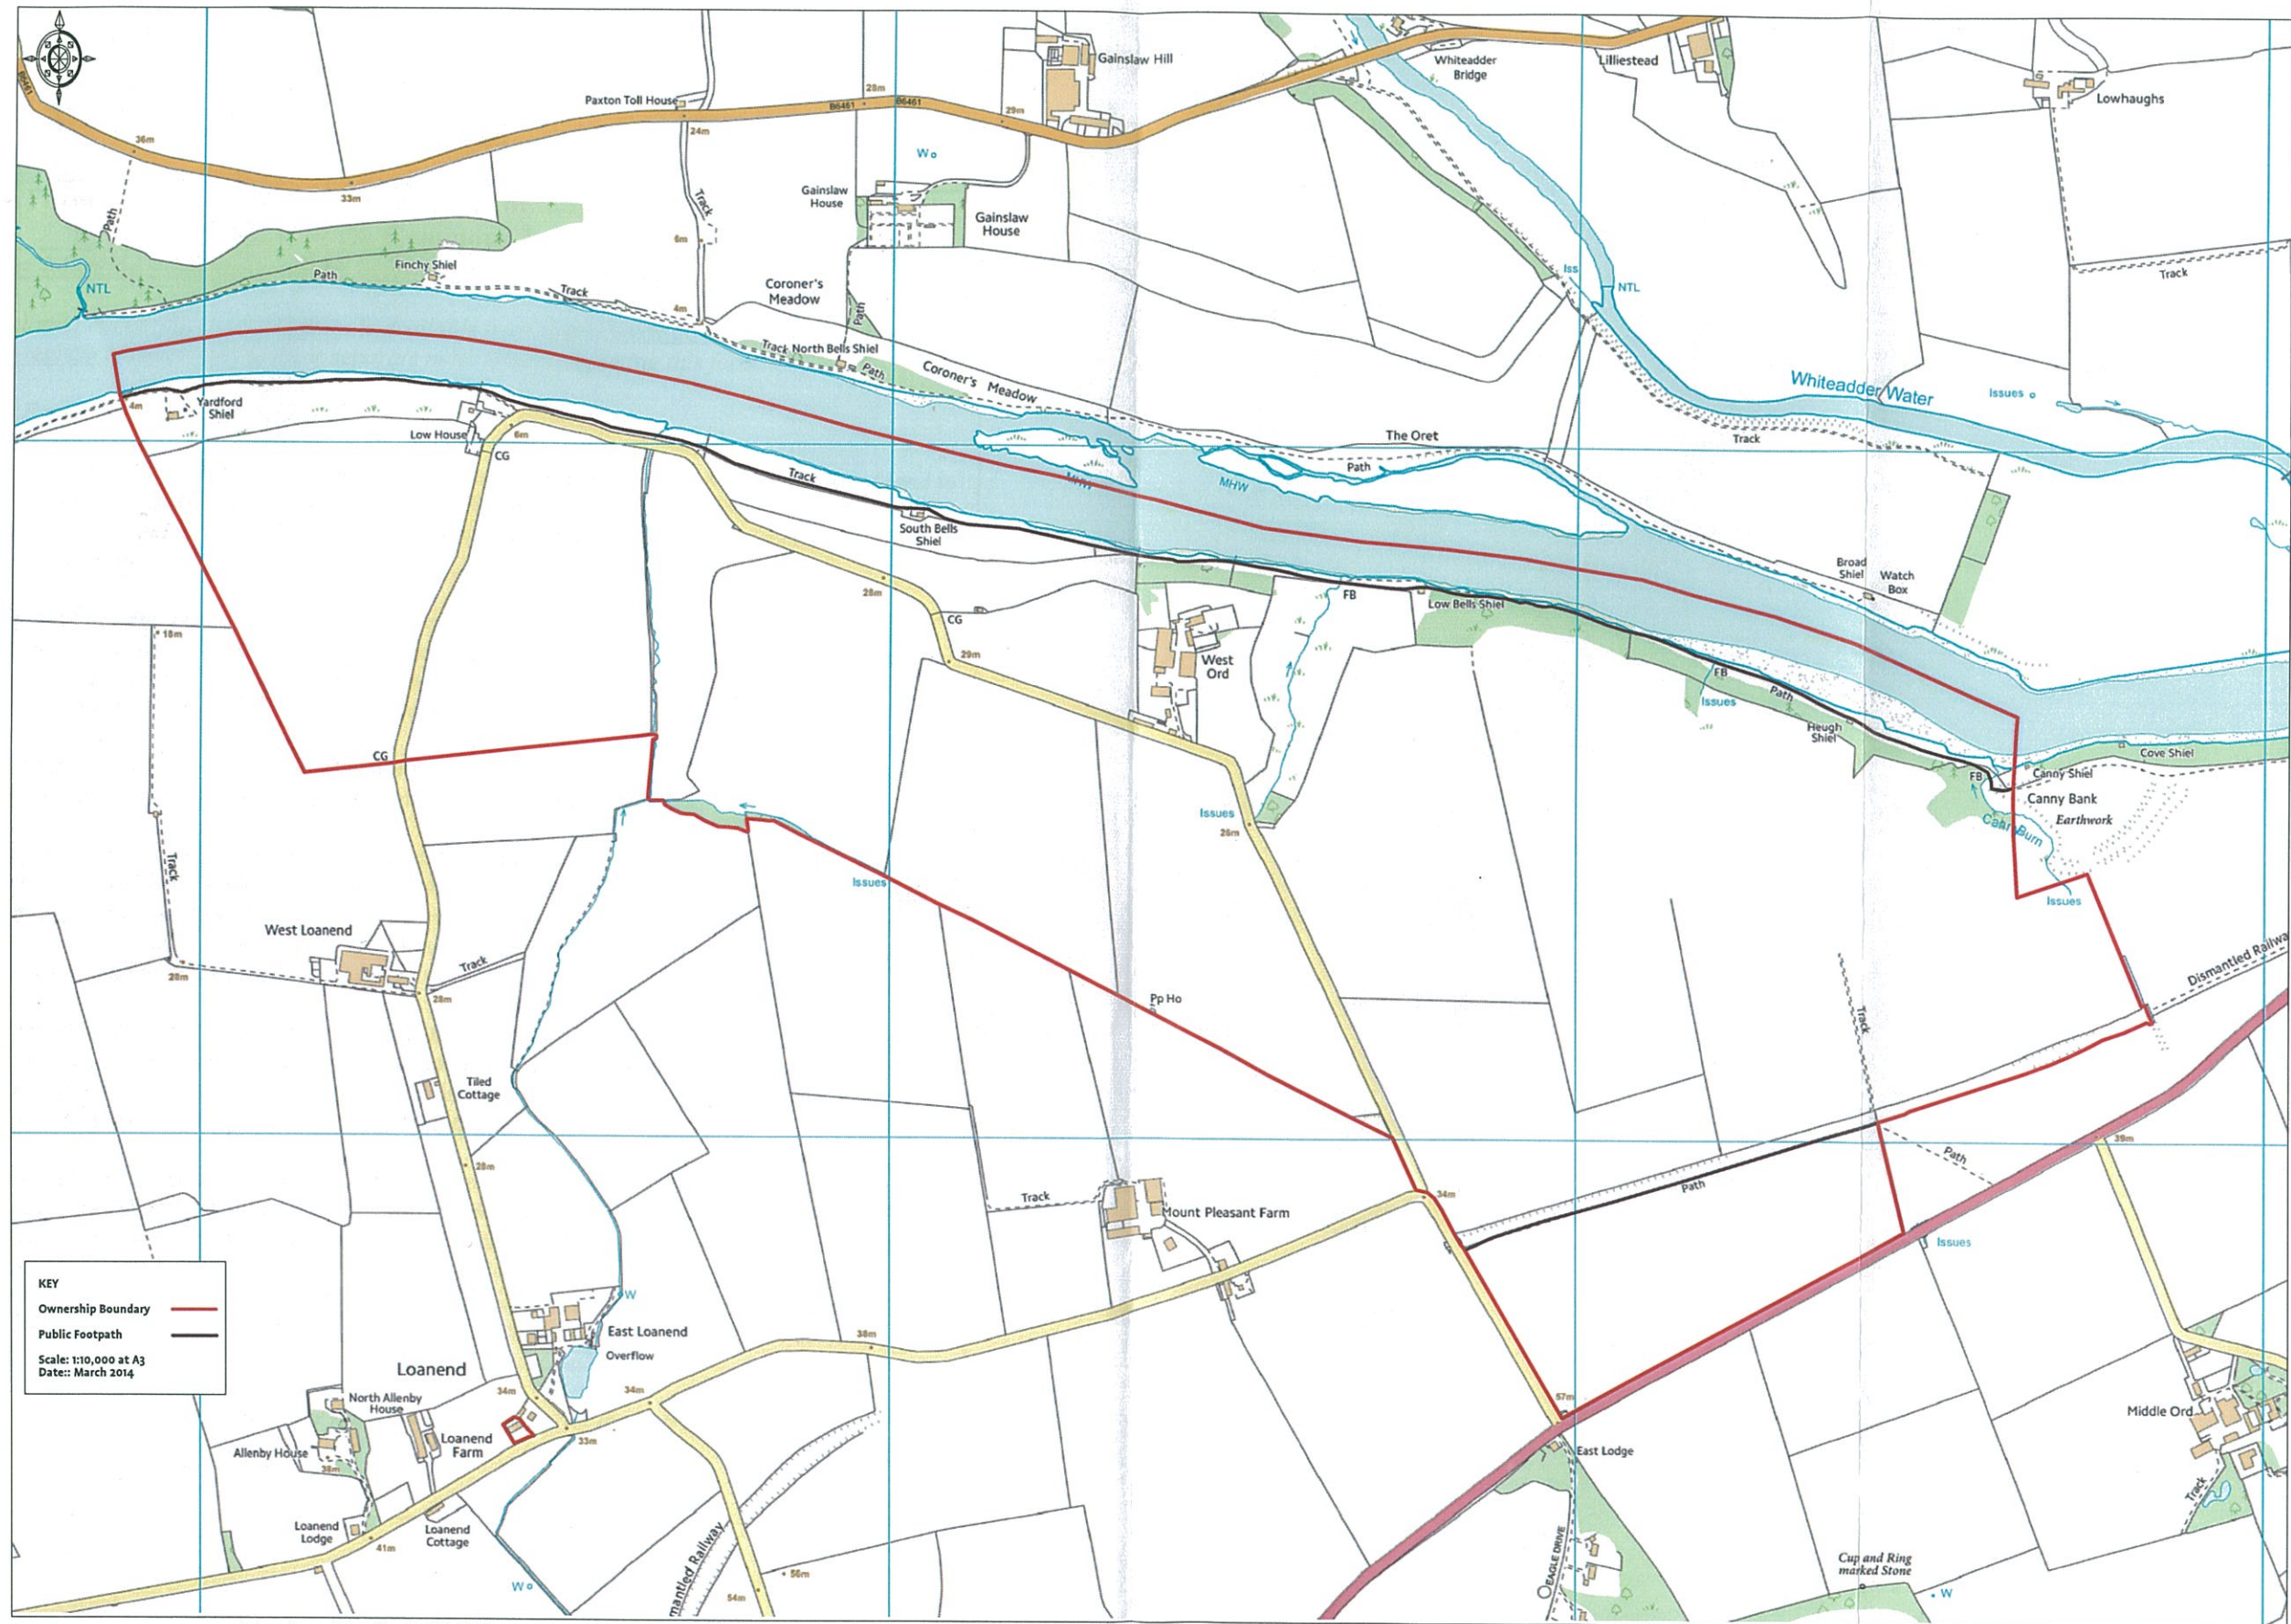 B6461
36m
33m
Path
NTL
Path
Finchy Shiel
Track
Paxton Toll House
24m
Track
6m
4m
B6461
28m
B6461
29m
Gainslaw Hill
W
Gainslaw
House
Gainslaw
House
Coroner's
Meadow
Path
Track
North Bells Shiel
Path
Coroner's Meadow
Whiteadder
Bridge
Lilliestead
Lowhaughs
Track
Iss
NTL
Whiteadder Water
Issues
Track
The Oret
Path
MHW
MHW
4m
Yardford
Shiel
Low House
6m
CG
Track
South Bells
Shiel
28m
CG
29m
18m
CG
West
Ord
FB
Low Bells Shiel
Broad
Shiel
Watch
Box
FB
Path
Issues
Heugh
Shiel
Cove Shiel
FB
Canny Shiel
Canny Bank
Earthwork
Issues
Issues
26m
Issues
Track
West Loanend
28m
Track
28m
Pp Ho
Track
Dismantled Railwa
Tiled
Cottage
28m
Track
Mount Pleasant Farm
34m
Path
Path
39m
Issues
KEY
Ownership Boundary
Public Footpath
Scale: 1:10,000 at A3
Date:: March 2014
W
East Loanend
Overflow
38m
Loanend
34m
34m
North Allenby
House
Allenby House
38m
Loanend
Farm
33m
57m
East Lodge
Middle Ord
Track
Loanend
Lodge
41m
Loanend
Cottage
W
mantled Railway
56m
54m
EAGLE DRIVE
Cup and Ring
marked Stone
W